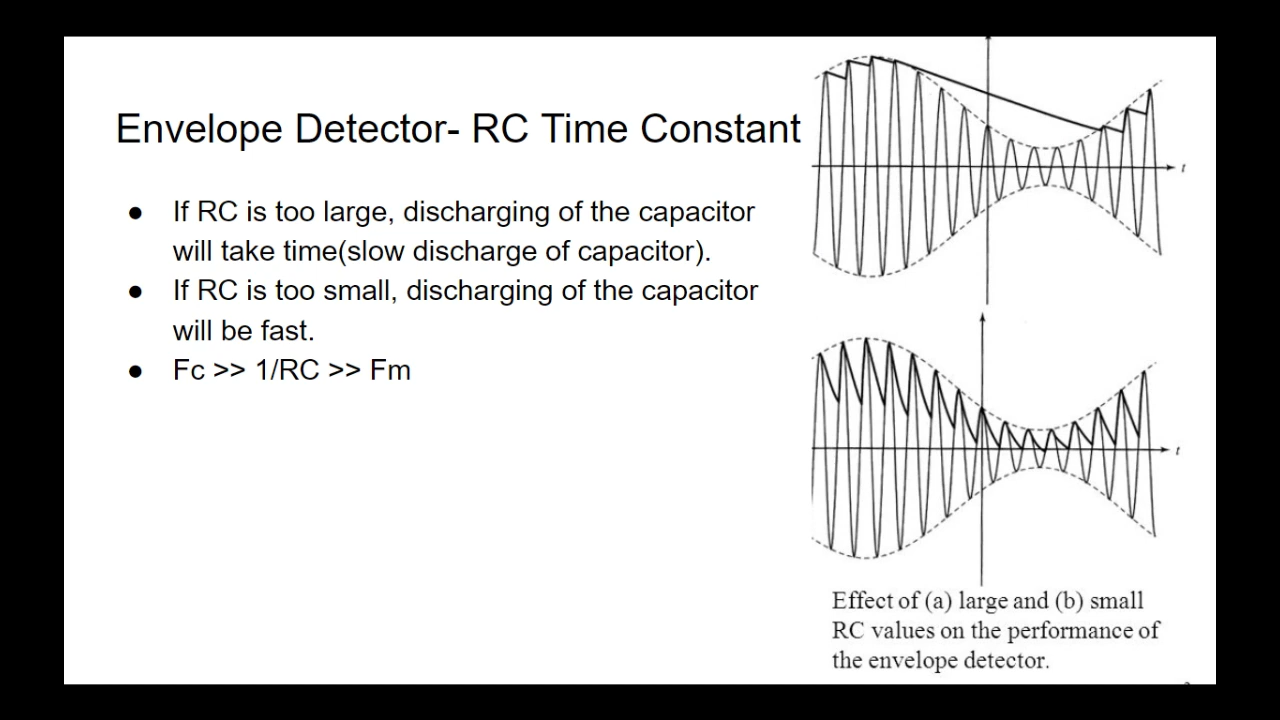 Envelope Detector- RC Time Constant
● If RC is too large, discharging of the capacitor
will take time(slow discharge of capacitor).
● If RC is too small, discharging of the capacitor
will be fast.
● Fc >> 1/RC >> Fm
t
t
Effect of (a) large and (b) small
RC values on the performance of
the envelope detector.